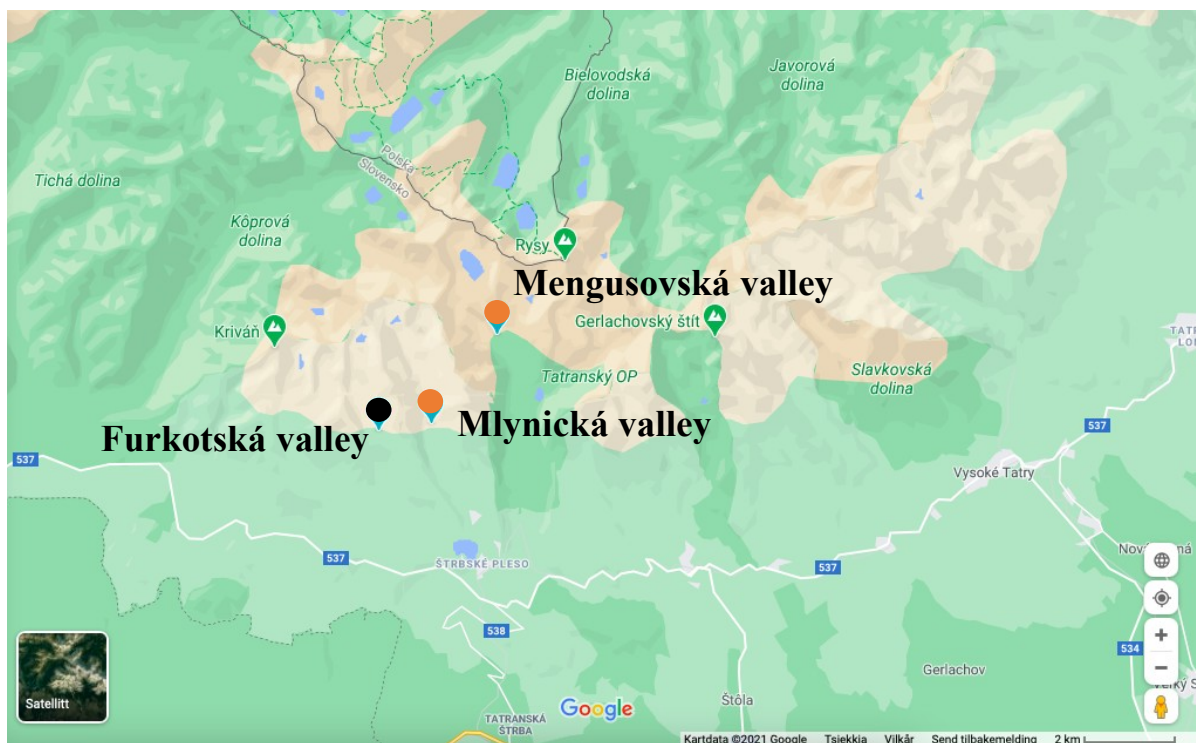 Bielovodská
dolina
Javorová
dolina
Polska
Slovensko
Tichá dolina
Kôprová
dolina
Rysy
Mengusovská valley
Kriváň
Gerlachovský štít
TATR
LOM
Tatranský OP
Slavkovská
dolina
Furkotská valley
Mlynická valley
537
537
Vysoké Tatry
537
ŠTRBSKÉ PLESO
537
538
534
Gerlachov
Satellitt
Google
Štôla
TATRANSKÁ
ŠTRBA
Kartdata ©2021 Google Tsjekkia Vilkår Send tilbakemelding 2 km